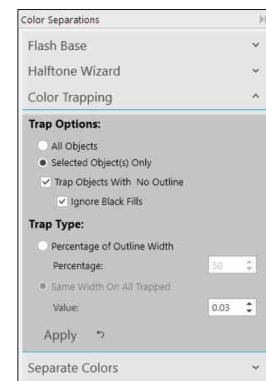 Color Separations
Flash Base
Halftone Wizard
Color Trapping
Trap Options:
All Objects
Selected Object(s) Only
Trap Objects With No Outline
Ignore Black Fills
Trap Type:
Percentage of Outline Width
Percentage: 50
Same Width On All Trapped
Value: 0.03
Apply
Separate Colors